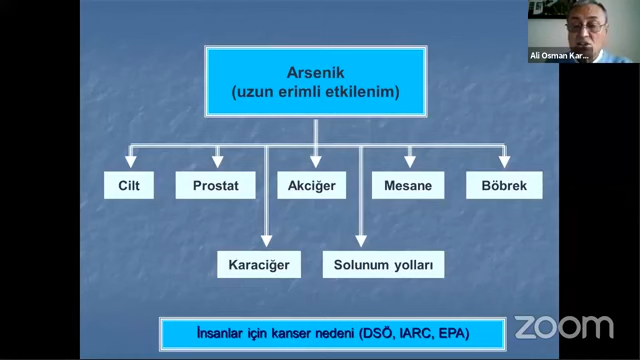 Ali Osman Kar...
Arsenik
(uzun erimli etkilenim)
Cilt
Prostat
Akciğer
Mesane
Böbrek
Karaciğer
Solunum yolları
İnsanlar için kanser nedeni (DSÖ, IARC, EPA)
zoom